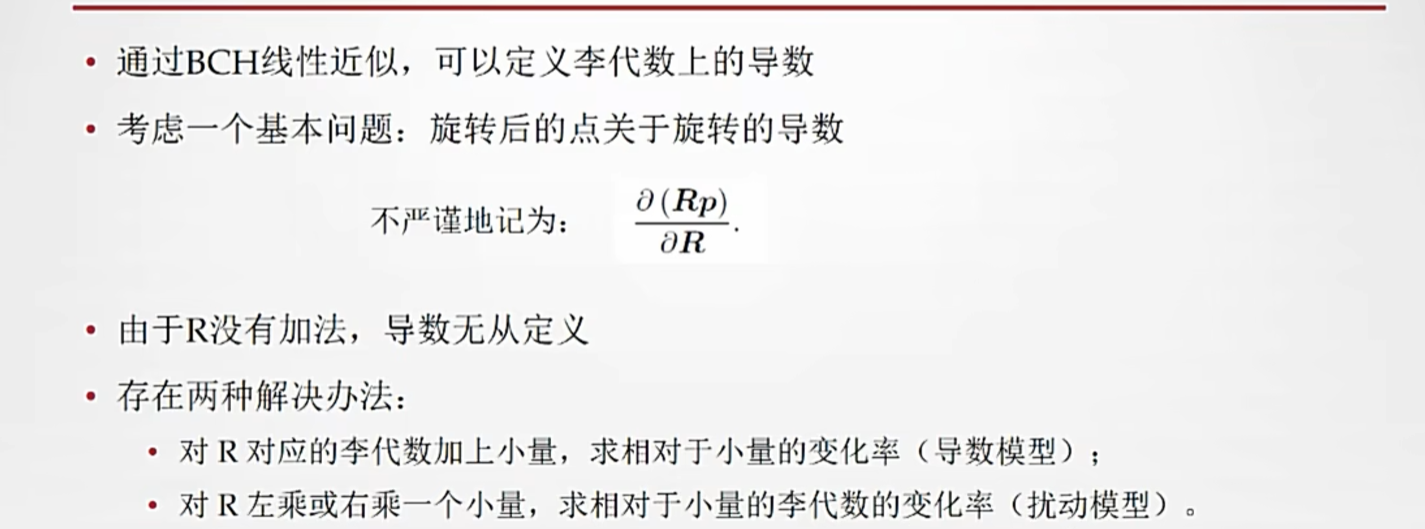 • 通过BCH线性近似，可以定义李代数上的导数
• 考虑一个基本问题：旋转后的点关于旋转的导数
不严谨地记为： ∂(Rp)/∂R.
• 由于R没有加法，导数无从定义
• 存在两种解决办法：
• 对 R 对应的李代数加上小量，求相对于小量的变化率（导数模型）；
• 对 R 左乘或右乘一个小量，求相对于小量的李代数的变化率（扰动模型）。